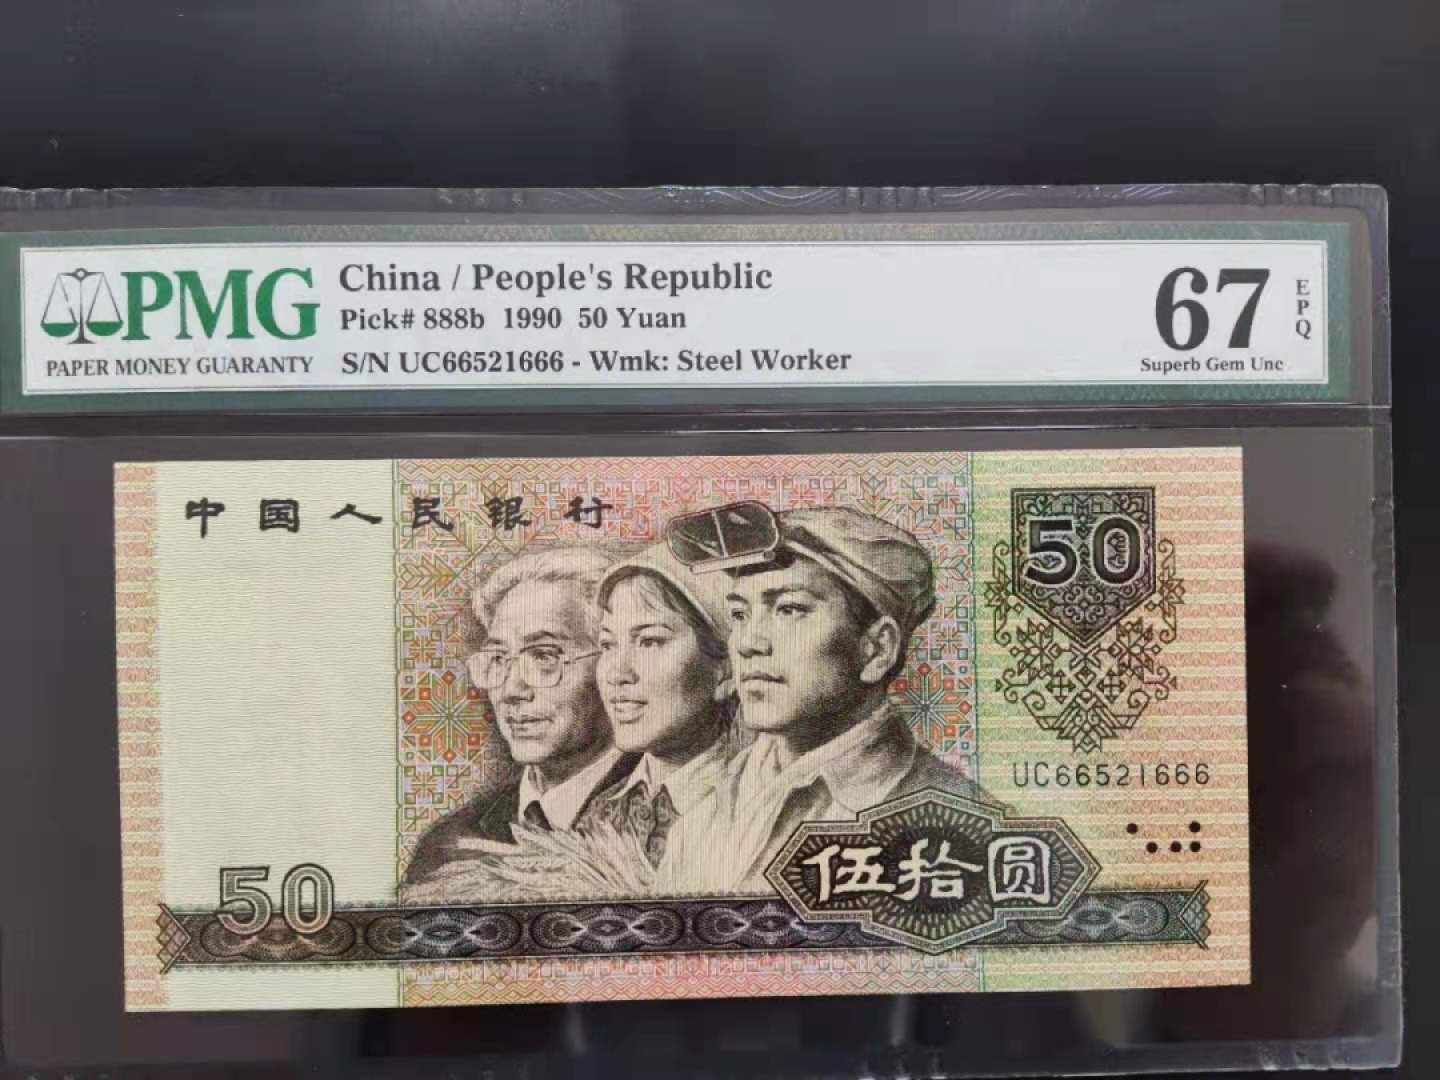 PMG
PAPER MONEY GUARANTY
China / People's Republic
Pick# 888b 1990 50 Yuan
S/N UC66521666 - Wmk: Steel Worker
67
EPQ
Superb Gem Unc
中国人民银行
50
UC66521666
50
伍拾圆